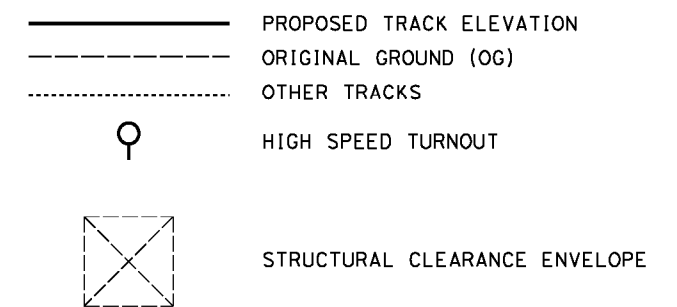 PROPOSED TRACK ELEVATION
ORIGINAL GROUND (OG)
OTHER TRACKS
HIGH SPEED TURNOUT
STRUCTURAL CLEARANCE ENVELOPE